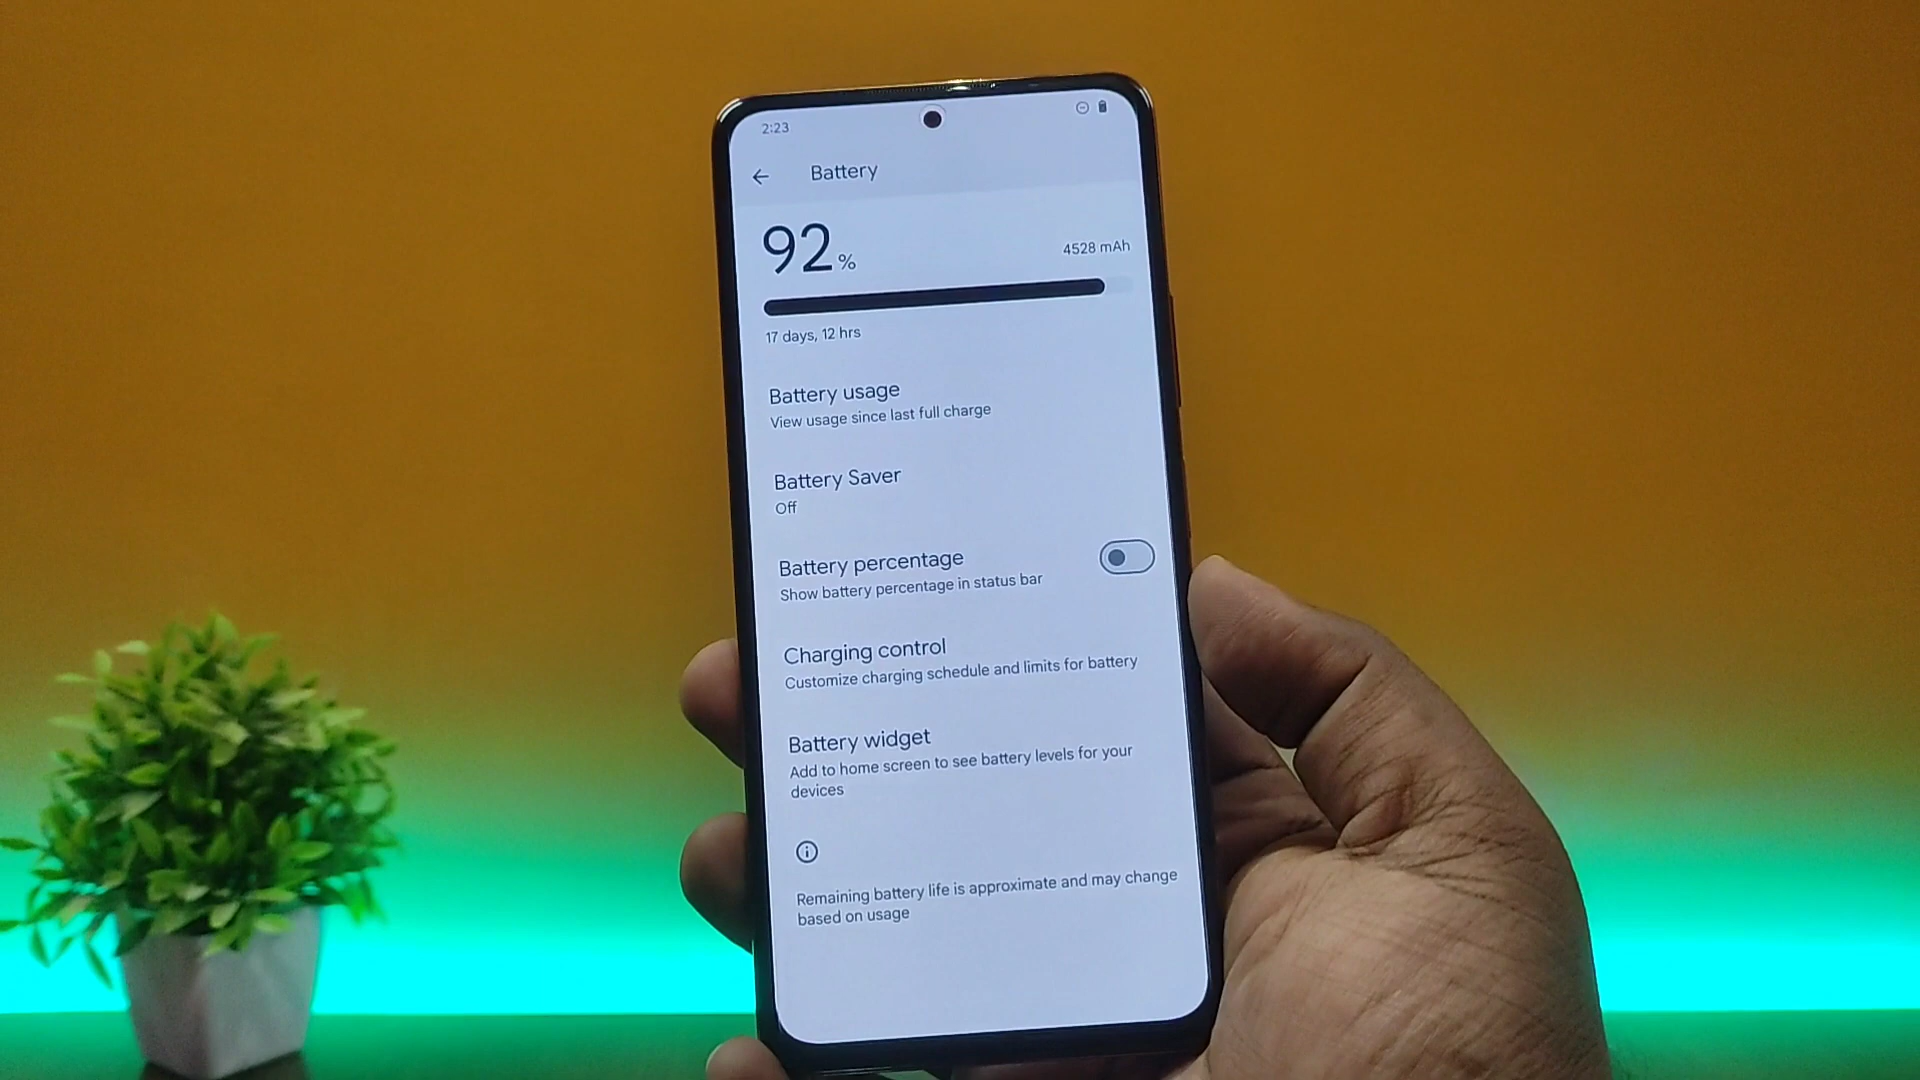 2:23
Battery
92%
4528 mAh
17 days, 12 hrs
Battery usage
View usage since last full charge
Battery Saver
Off
Battery percentage
Show battery percentage in status bar
Charging control
Customize charging schedule and limits for battery
Battery widget
Add to home screen to see battery levels for your
devices
Remaining battery life is approximate and may change
based on usage